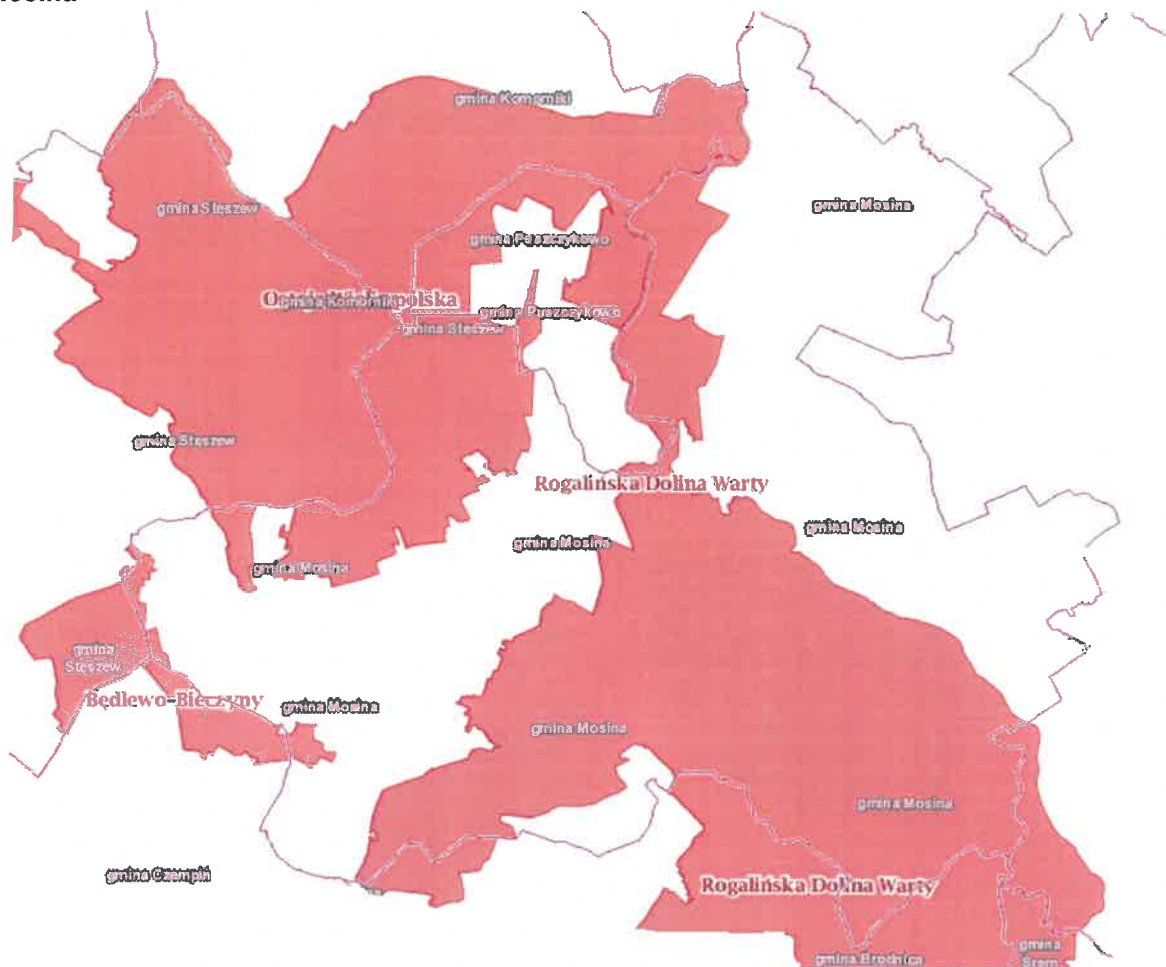 gmina Komorniki
gmina Stęszew
gmina Mosina
gmina Puszczykowo
gmina Komorniki
gmina Puszczykowo
gmina Stęszew
gmina Stęszew
Rogalińska Dolina Warty
gmina Mosina
gmina Mosina
gmina Mosina
gmina
Stęszew
Będlewo-Bieczyny
gmina Mosina
gmina Mosina
gmina Mosina
gmina Czempiń
Rogalińska Dolina Warty
gmina Brodnica
gmina
Śrem